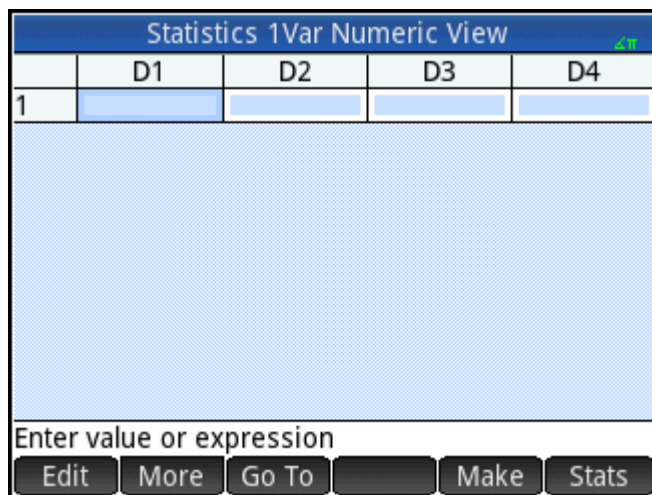 Statistics 1Var Numeric View ∡π
D1 D2 D3 D4
1
Enter value or expression
Edit More Go To Make Stats